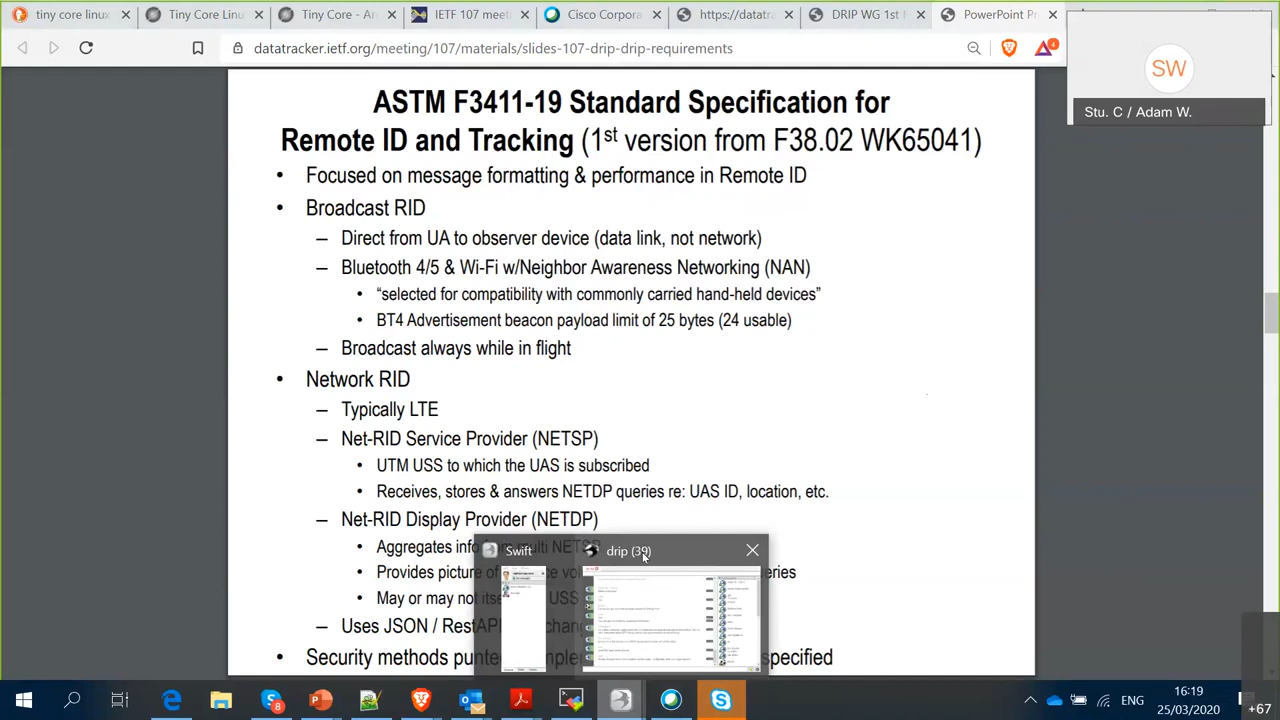 tiny core linux
Tiny Core Linu
Tiny Core - Ar
IETF 107 meet
Cisco Corpora
https://datatr
DRIP WG 1st
PowerPoint Pr
datatracker.ietf.org/meeting/107/materials/slides-107-drip-drip-requirements
4
SW
Stu. C / Adam W.
ASTM F3411-19 Standard Specification for
Remote ID and Tracking (1st version from F38.02 WK65041)
• Focused on message formatting & performance in Remote ID
• Broadcast RID
– Direct from UA to observer device (data link, not network)
– Bluetooth 4/5 & Wi-Fi w/Neighbor Awareness Networking (NAN)
• “selected for compatibility with commonly carried hand-held devices”
• BT4 Advertisement beacon payload limit of 25 bytes (24 usable)
– Broadcast always while in flight
• Network RID
– Typically LTE
– Net-RID Service Provider (NETSP)
• UTM USS to which the UAS is subscribed
• Receives, stores & answers NETDP queries re: UAS ID, location, etc.
– Net-RID Display Provider (NETDP)
• Aggregates info
• Provides picture of
• May or may no
– Uses JSON / RestAPI
• Security methods
specified
Swift
drip (39)
8
ENG
16:19
25/03/2020
+67